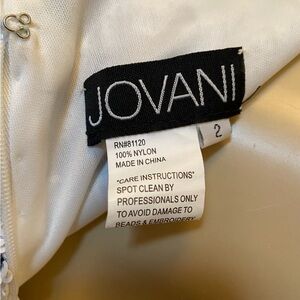 JOVANI
2
RN#81120
100% NYLON
MADE IN CHINA
"CARE INSTRUCTIONS"
SPOT CLEAN BY
PROFESSIONALS ONLY
TO AVOID DAMAGE TO
BEADS & EMBROIDERY